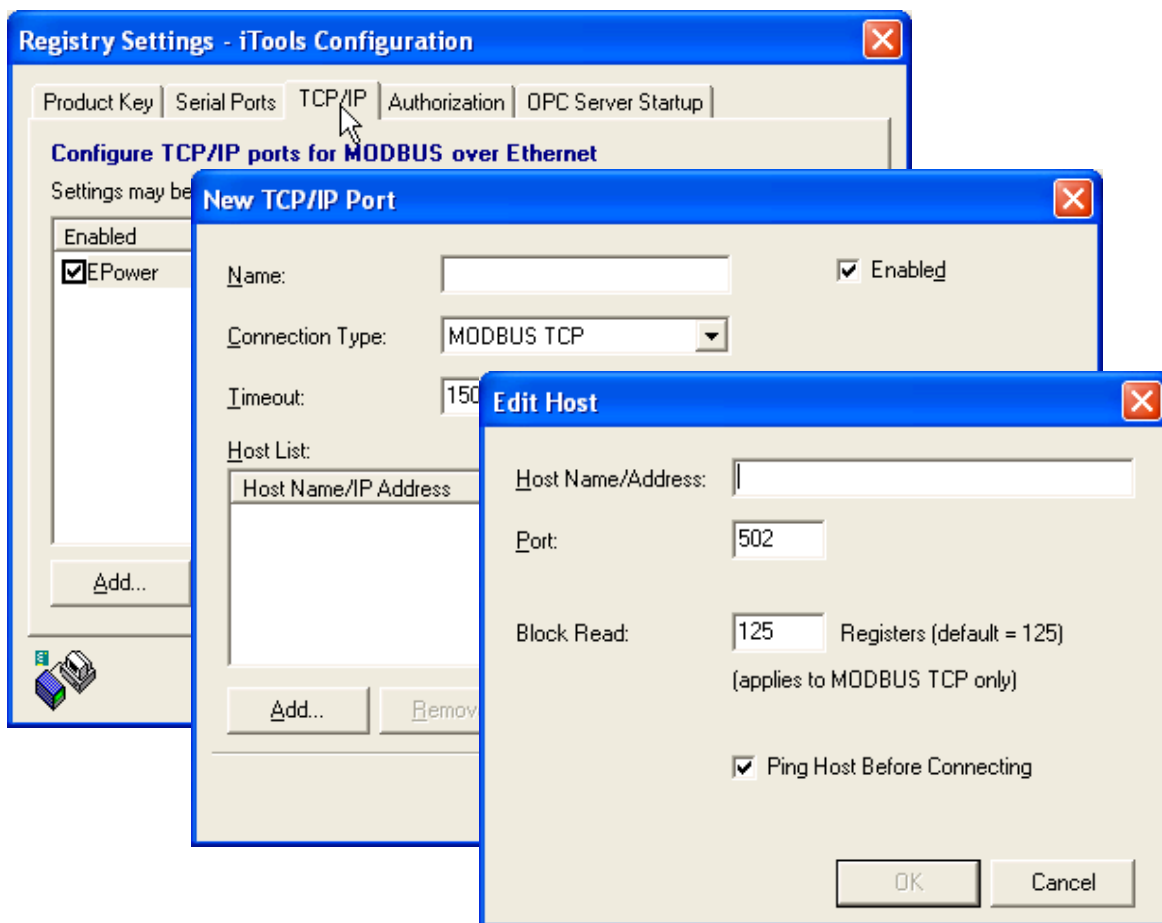 Registry Settings - iTools Configuration
Product Key
Serial Ports
TCP/IP
Authorization
OPC Server Startup
Configure TCP/IP ports for MODBUS over Ethernet
Settings may be
Enabled
EPower
Add...
New TCP/IP Port
Name:
Enabled
Connection Type: MODBUS TCP
Timeout: 150
Host List:
Host Name/IP Address
Add...
Remov
Edit Host
Host Name/Address:
Port: 502
Block Read: 125 Registers (default = 125)
(applies to MODBUS TCP only)
Ping Host Before Connecting
OK
Cancel